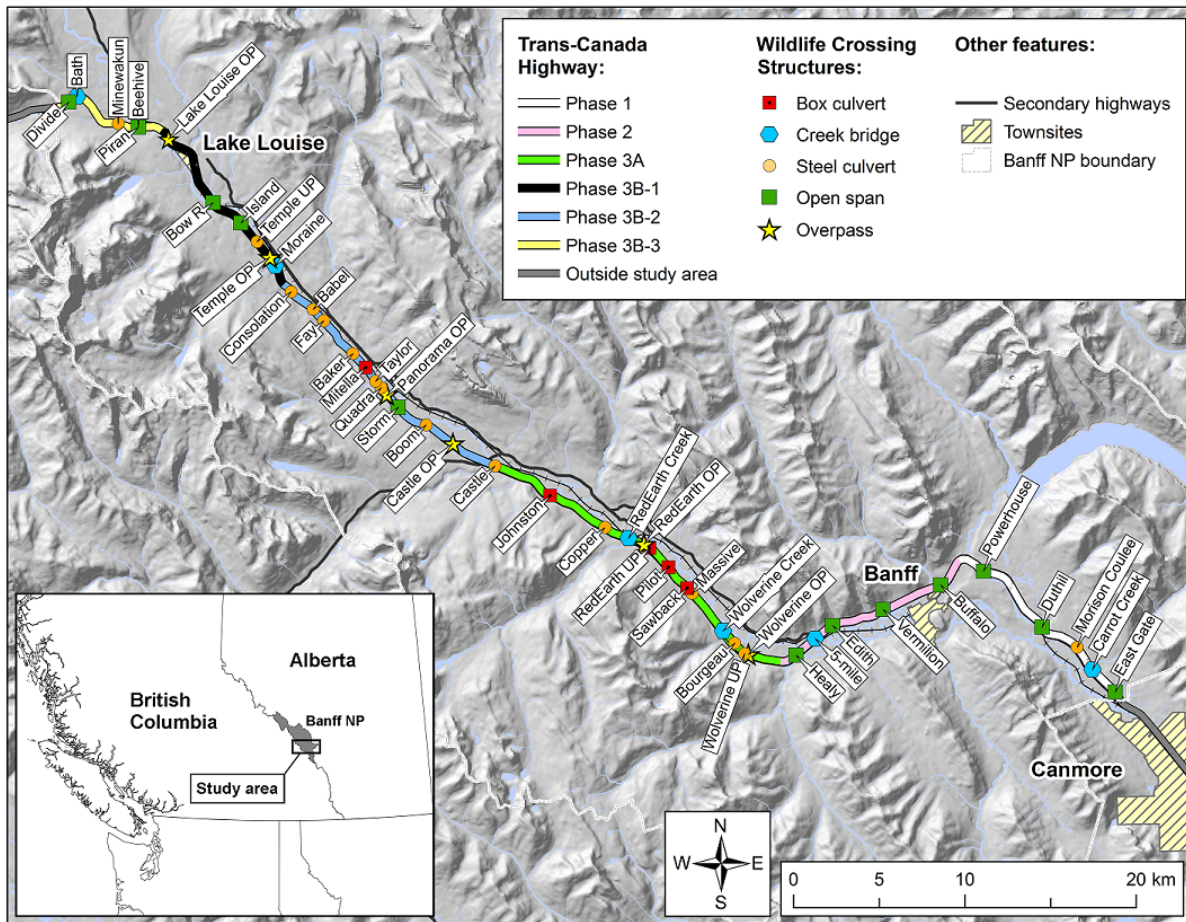 Trans-Canada
Highway:
Phase 1
Phase 2
Phase 3A
Phase 3B-1
Phase 3B-2
Phase 3B-3
Outside study area
Wildlife Crossing
Structures:
Box culvert
Creek bridge
Steel culvert
Open span
Overpass
Other features:
Secondary highways
Townsites
Banff NP boundary
Divide
Bath
Minewakun
Beehive
Piran
Lake Louise OP
Lake Louise
Bow R
Island
Temple UP
Moraine
Temple OP
Consolation
Babel
Fay
Baker
Mitella
Taylor
Quadra
Panorama OP
Storm
Boom
Castle OP
Castle
Johnston
Copper
RedEarth Creek
RedEarth OP
RedEarth UP
Pilot
Massive
Sawback
Wolverine Creek
Bourgeau
Wolverine OP
Wolverine UP
Healy
5-mile
Edith
Vermilion
Banff
Buffalo
Powerhouse
Duthil
Morison Coulee
Carrot Creek
East Gate
Canmore
Alberta
British
Columbia
Banff NP
Study area
N
W
E
S
0
5
10
20 km